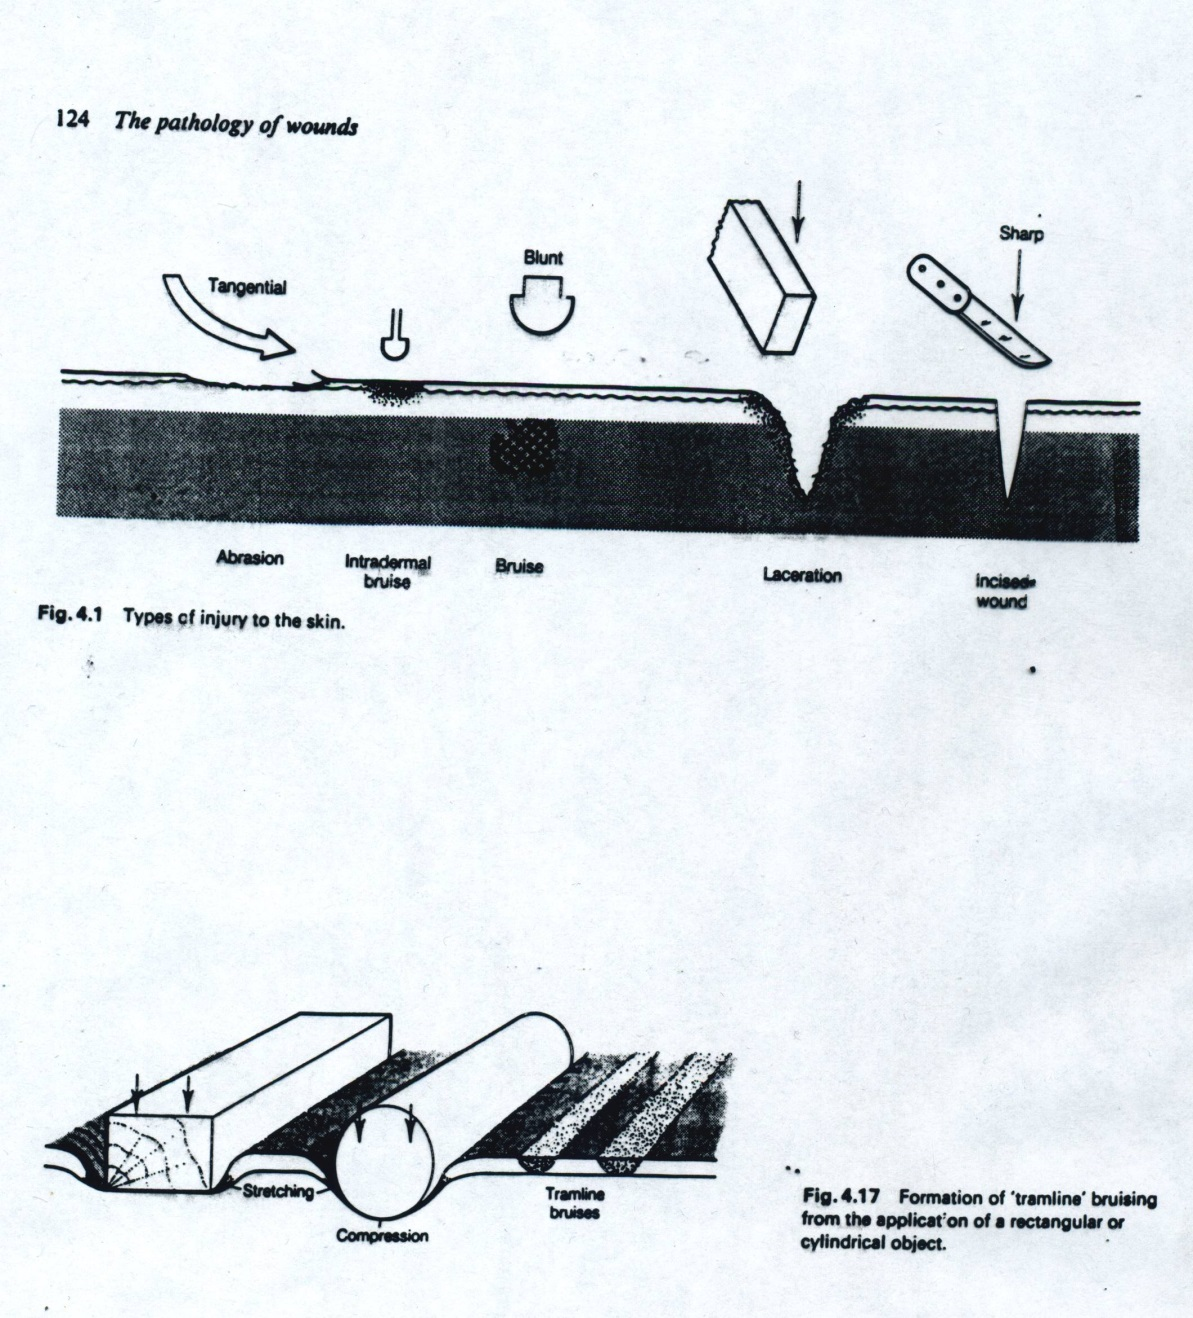 124 The pathology of wounds
Tangential
Blunt
Sharp
Abrasion
Intradermal
bruise
Bruise
Laceration
Incised
wound
Fig. 4.1 Types of injury to the skin.
Stretching
Compression
Tramline
bruises
Fig. 4.17 Formation of 'tramline' bruising
from the application of a rectangular or
cylindrical object.